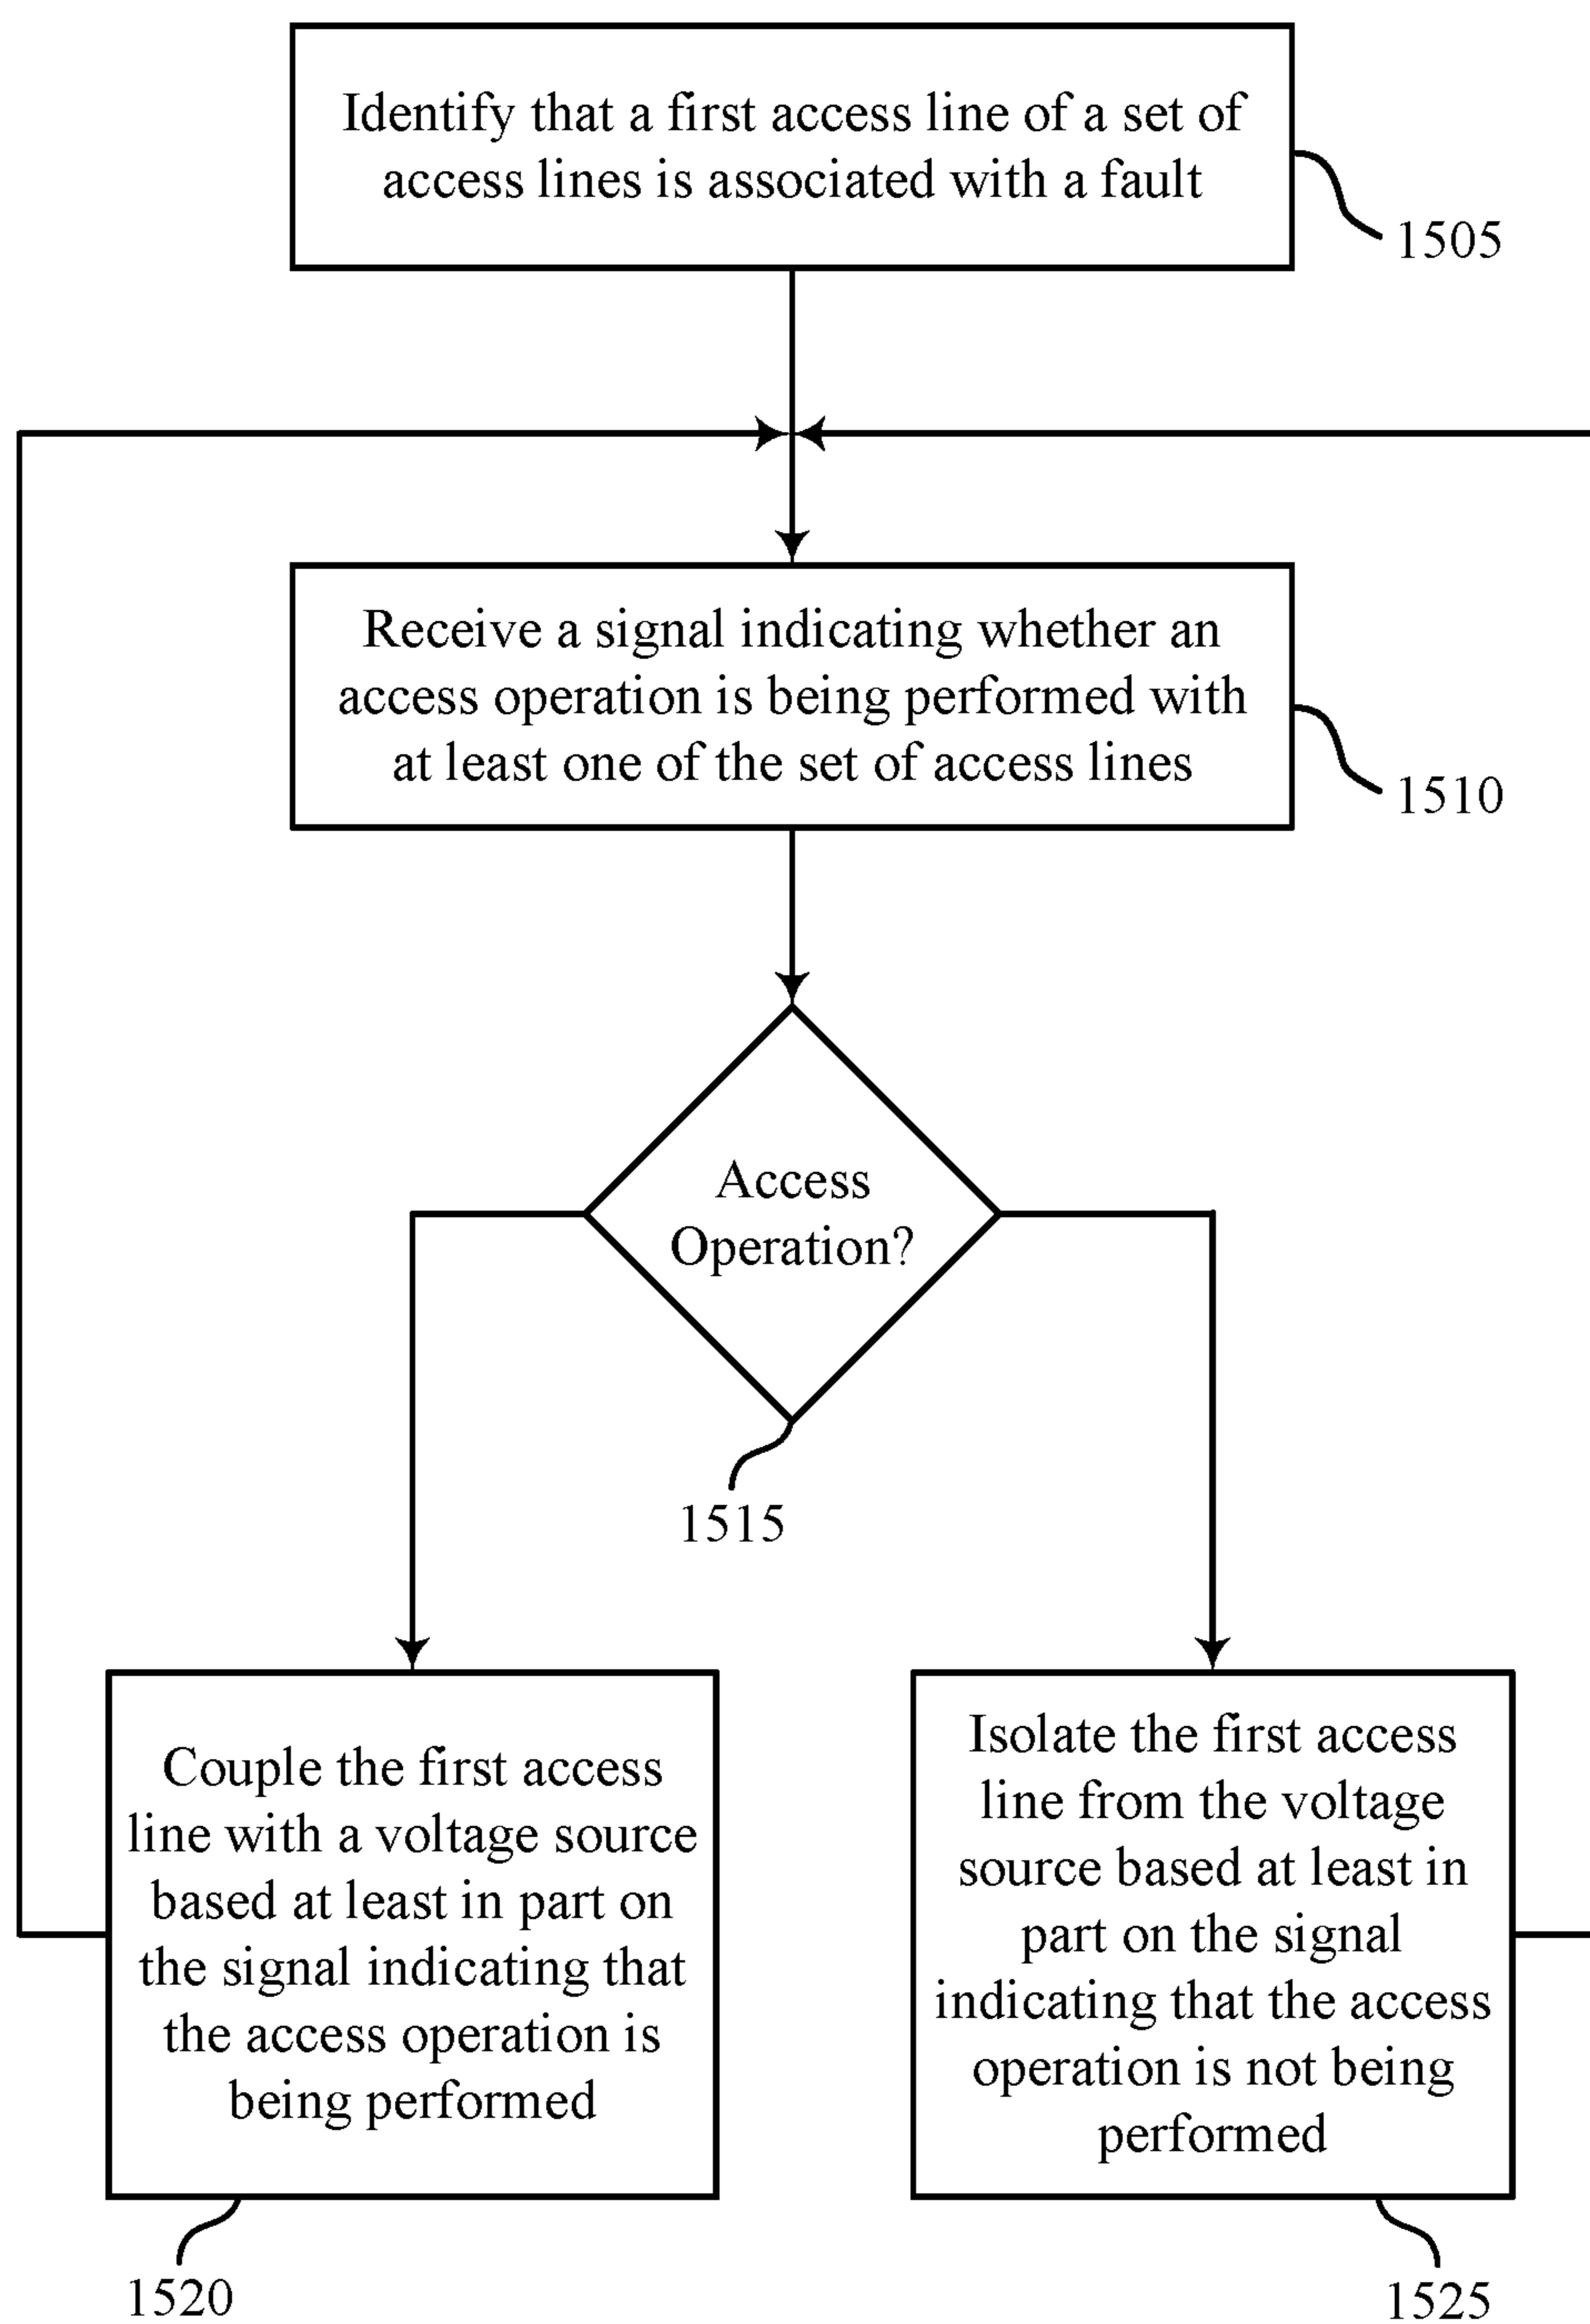 Identify that a first access line of a set of
access lines is associated with a fault
1505
Receive a signal indicating whether an
access operation is being performed with
at least one of the set of access lines
1510
Access
Operation?
1515
Couple the first access
line with a voltage source
based at least in part on
the signal indicating that
the access operation is
being performed
1520
Isolate the first access
line from the voltage
source based at least in
part on the signal
indicating that the access
operation is not being
performed
1525